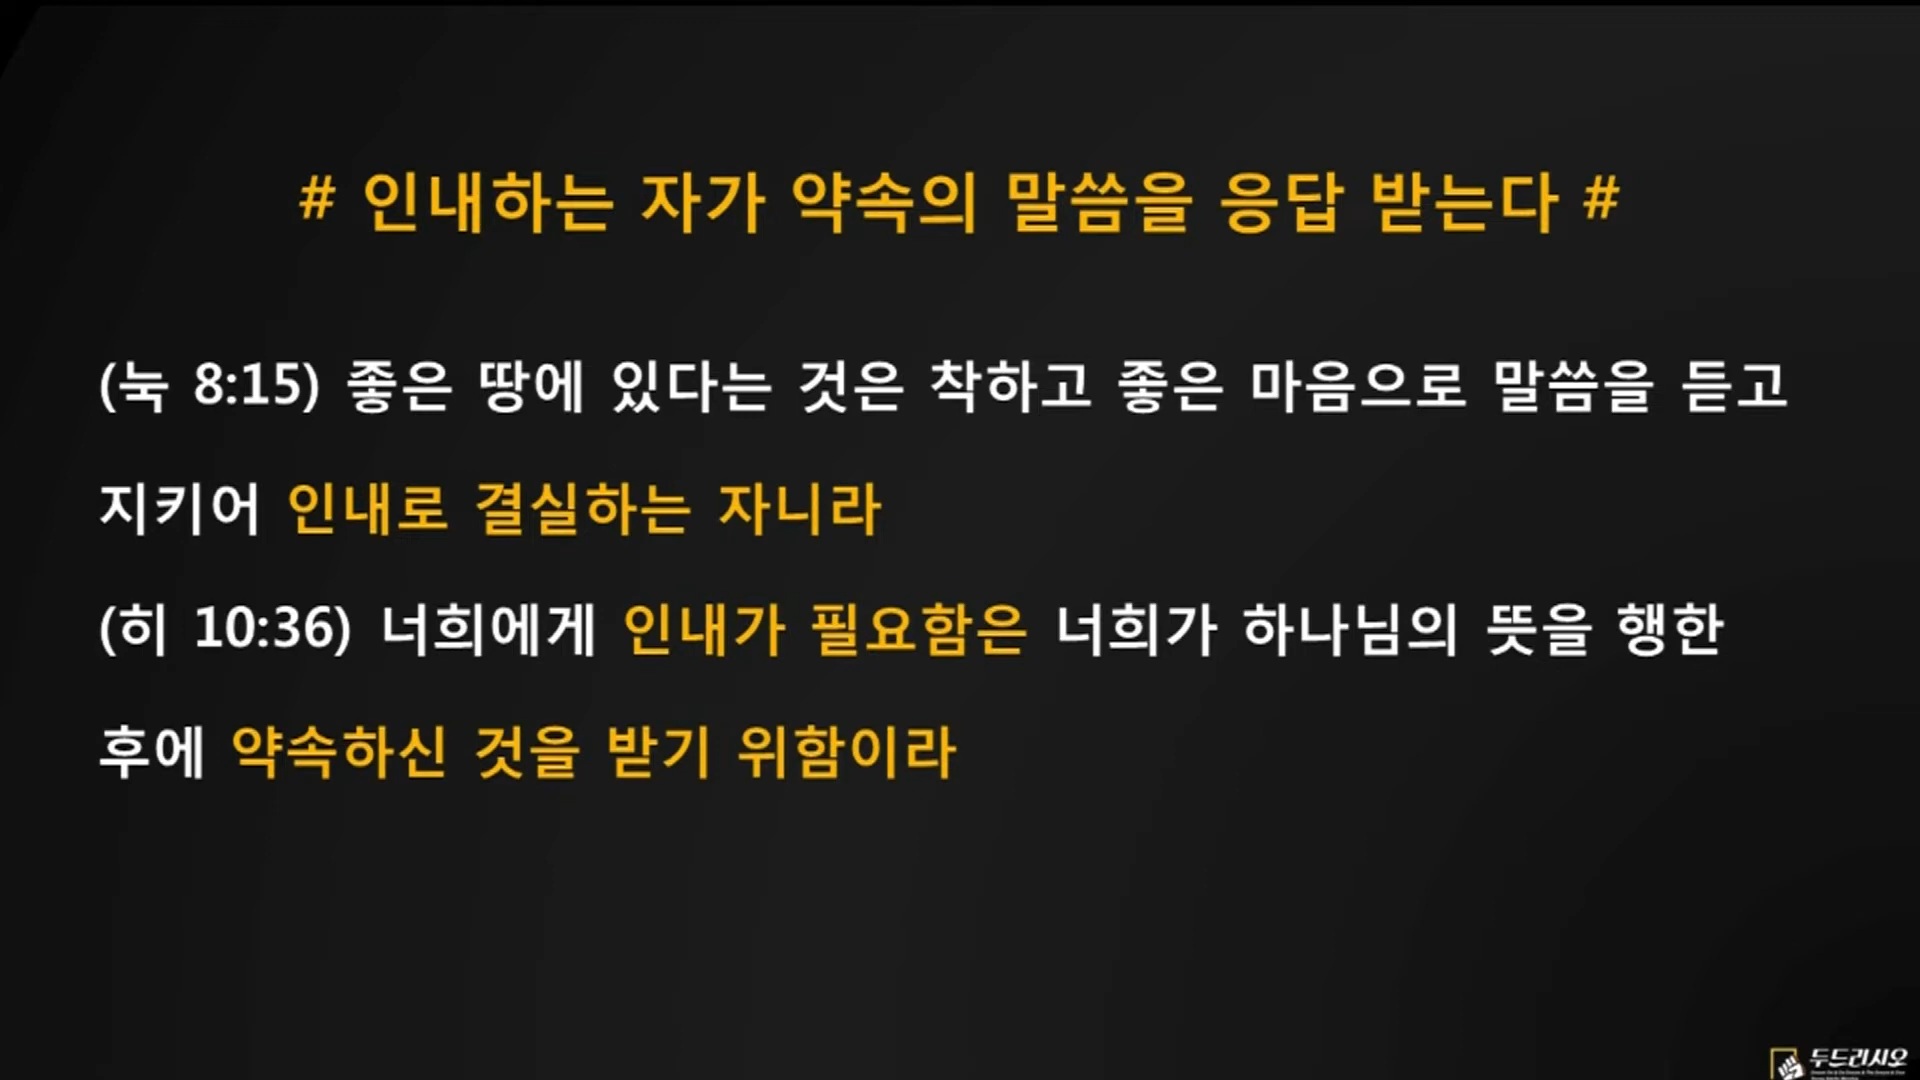 # 인내하는 자가 약속의 말씀을 응답 받는다 #
(눅 8:15) 좋은 땅에 있다는 것은 착하고 좋은 마음으로 말씀을 듣고
지키어 인내로 결실하는 자니라
(히 10:36) 너희에게 인내가 필요함은 너희가 하나님의 뜻을 행한
후에 약속하신 것을 받기 위함이라
두드리시오